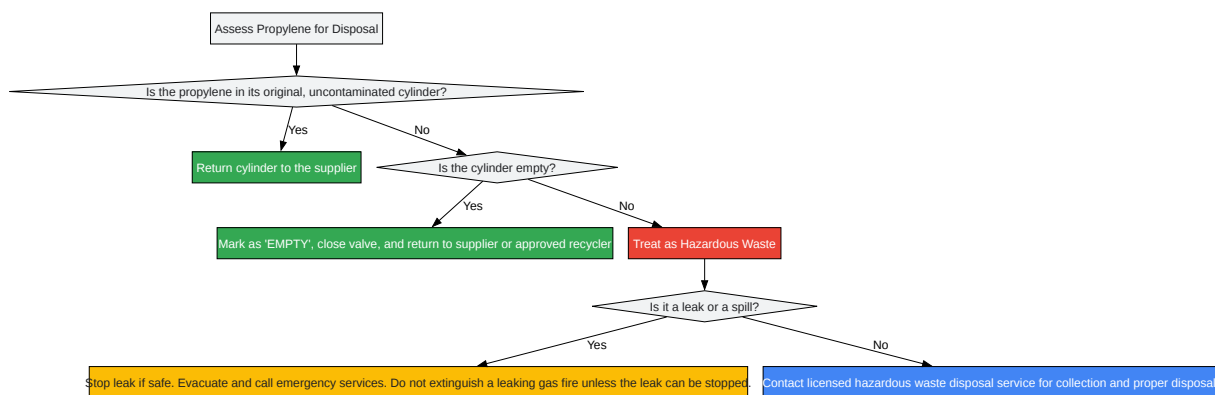 Assess Propylene for Disposal
Is the propylene in its original, uncontaminated cylinder?
Yes
No
Return cylinder to the supplier
Is the cylinder empty?
Yes
No
Mark as 'EMPTY', close valve, and return to supplier or approved recycler
Treat as Hazardous Waste
Is it a leak or a spill?
Yes
No
Stop leak if safe. Evacuate and call emergency services. Do not extinguish a leaking gas fire unless the leak can be stopped.
Contact licensed hazardous waste disposal service for collection and proper disposal